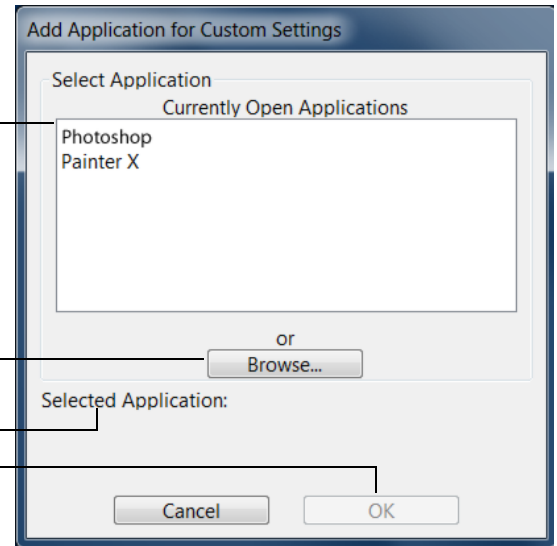 Add Application for Custom Settings
Select Application
Currently Open Applications
Photoshop
Painter X
or
Browse...
Selected Application:
Cancel
OK